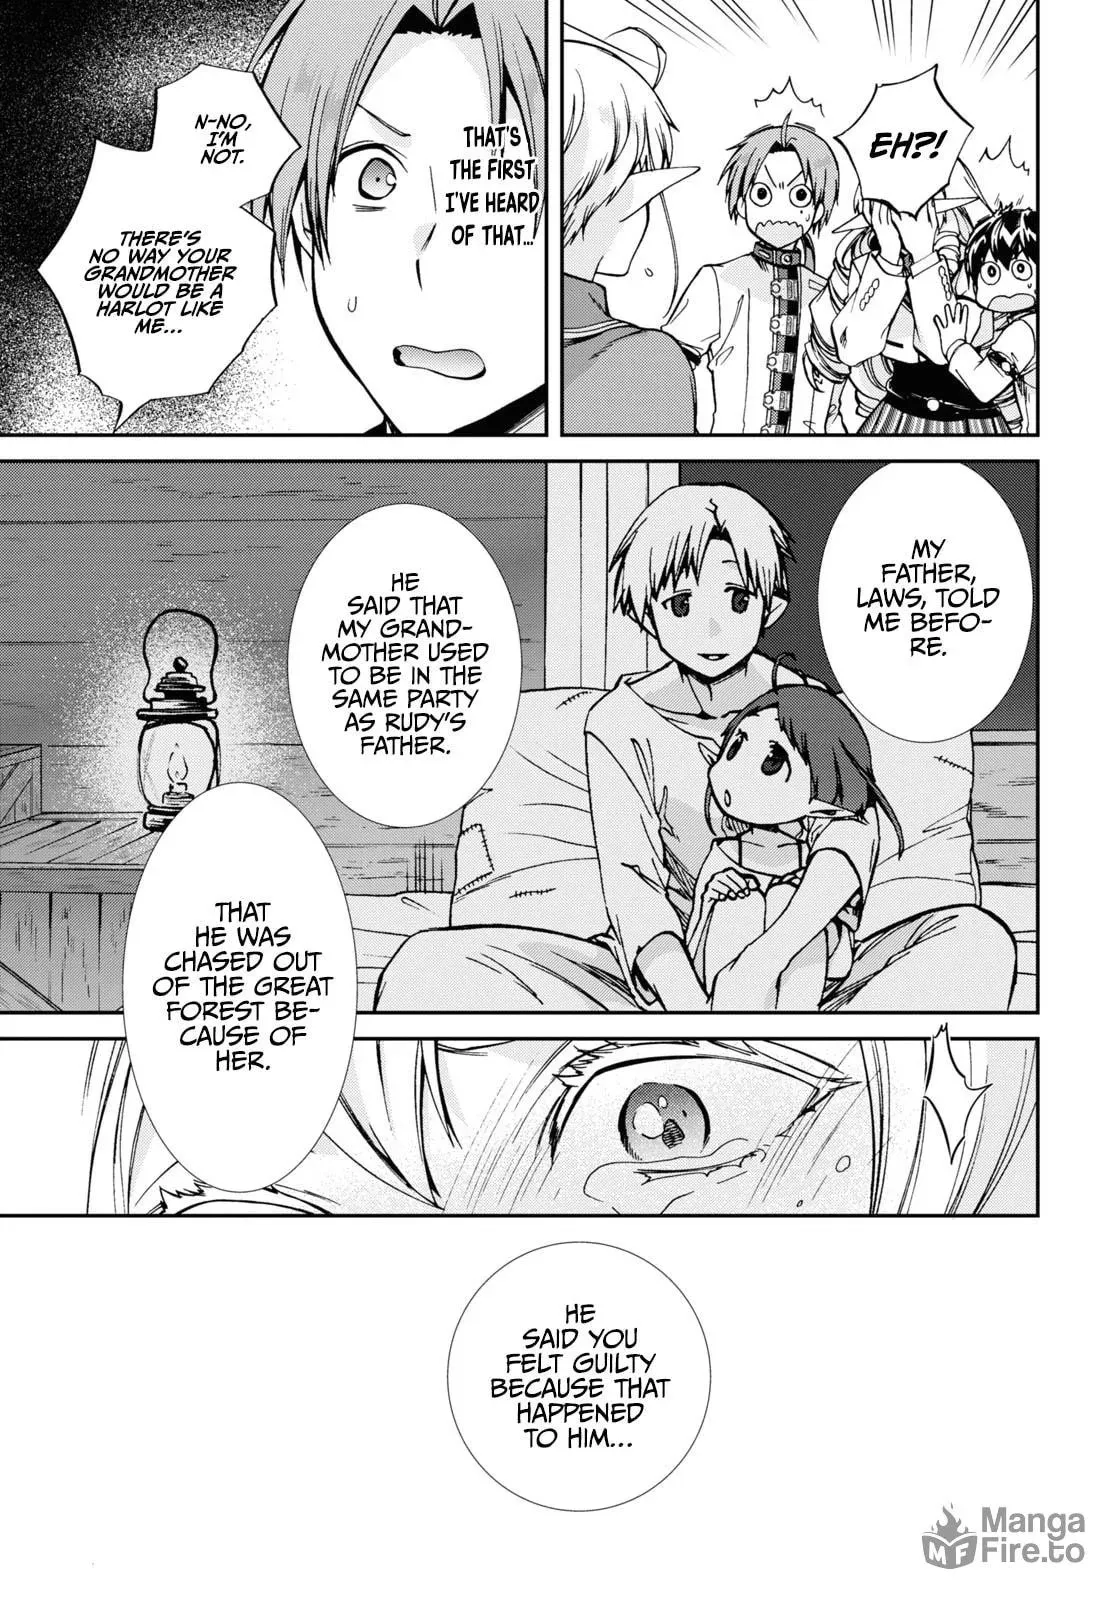 EH?!
THAT'S
THE FIRST
I'VE HEARD
OF THAT...
N-NO,
I'M
NOT.
THERE'S
NO WAY YOUR
GRANDMOTHER
WOULD BE A
HARLOT LIKE
ME...
MY
FATHER,
LAWS, TOLD
ME BEFO-
RE.
HE
SAID THAT
MY GRAND-
MOTHER USED
TO BE IN THE
SAME PARTY
AS RUDY'S
FATHER.
THAT
HE WAS
CHASED OUT
OF THE GREAT
FOREST BE-
CAUSE OF
HER.
HE
SAID YOU
FELT GUILTY
BECAUSE THAT
HAPPENED
TO HIM...
Manga
Fire.to
MF